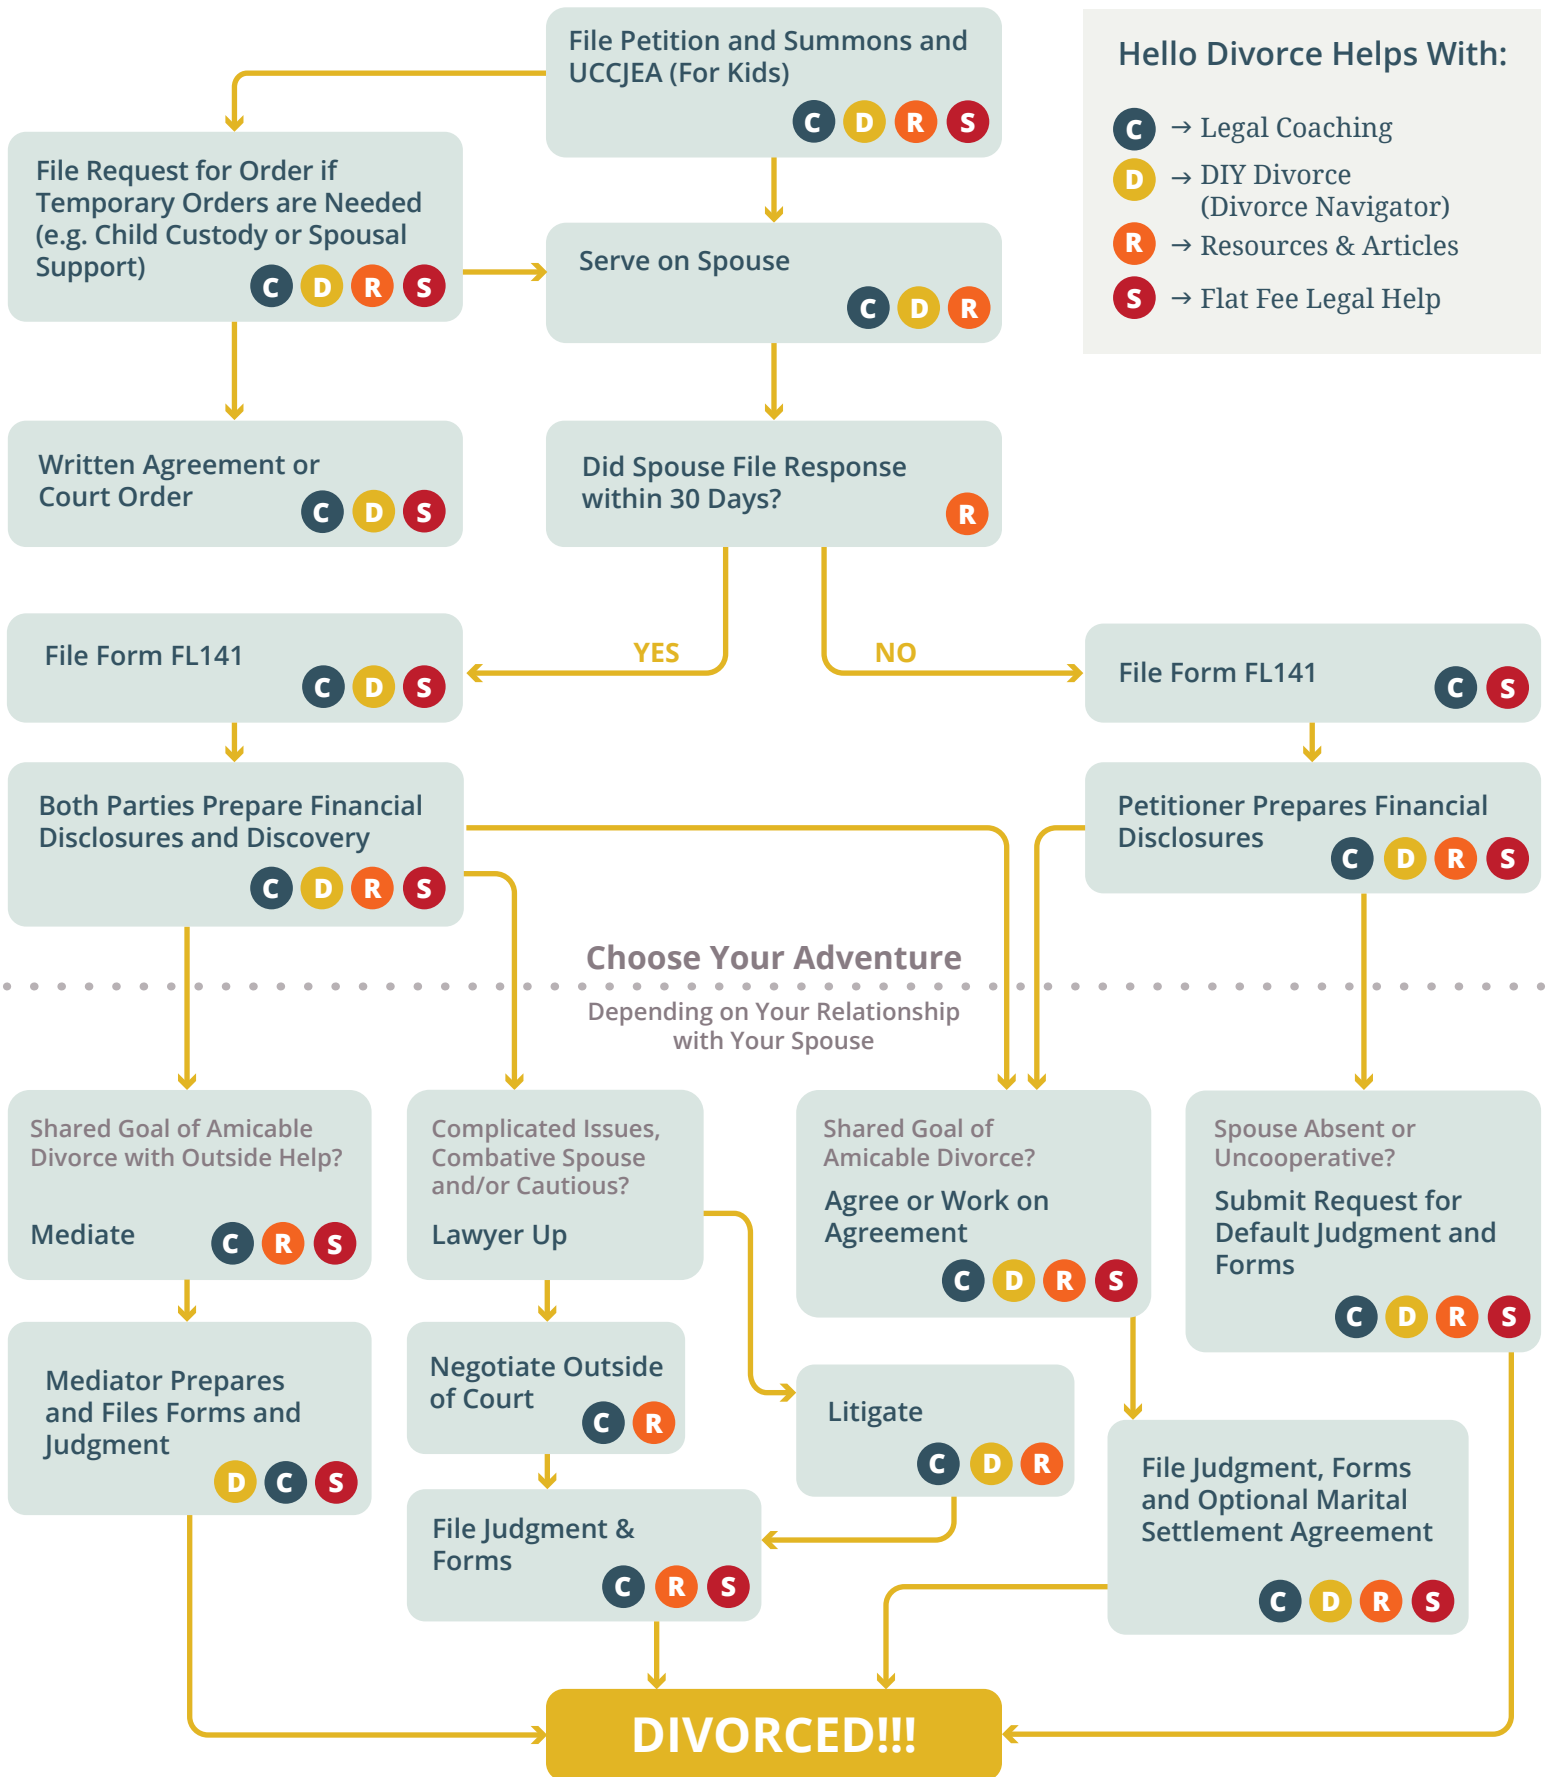 File Petition and Summons and
UCCJEA (For Kids)
C D R S
Hello Divorce Helps With:
C → Legal Coaching
D → DIY Divorce
(Divorce Navigator)
R → Resources & Articles
S → Flat Fee Legal Help
File Request for Order if
Temporary Orders are Needed
(e.g. Child Custody or Spousal
Support)
C D R S
Serve on Spouse
C D R
Written Agreement or
Court Order
C D S
Did Spouse File Response
within 30 Days?
R
YES
NO
File Form FL141
C D S
File Form FL141
C S
Both Parties Prepare Financial
Disclosures and Discovery
C D R S
Petitioner Prepares Financial
Disclosures
C D R S
Choose Your Adventure
Depending on Your Relationship
with Your Spouse
Shared Goal of Amicable
Divorce with Outside Help?
Mediate
C R S
Complicated Issues,
Combative Spouse
and/or Cautious?
Lawyer Up
Shared Goal of
Amicable Divorce?
Agree or Work on
Agreement
C D R S
Spouse Absent or
Uncooperative?
Submit Request for
Default Judgment and
Forms
C D R S
Mediator Prepares
and Files Forms and
Judgment
D C S
Negotiate Outside
of Court
C R
Litigate
C D R
File Judgment &
Forms
C R S
File Judgment, Forms
and Optional Marital
Settlement Agreement
C D R S
DIVORCED!!!